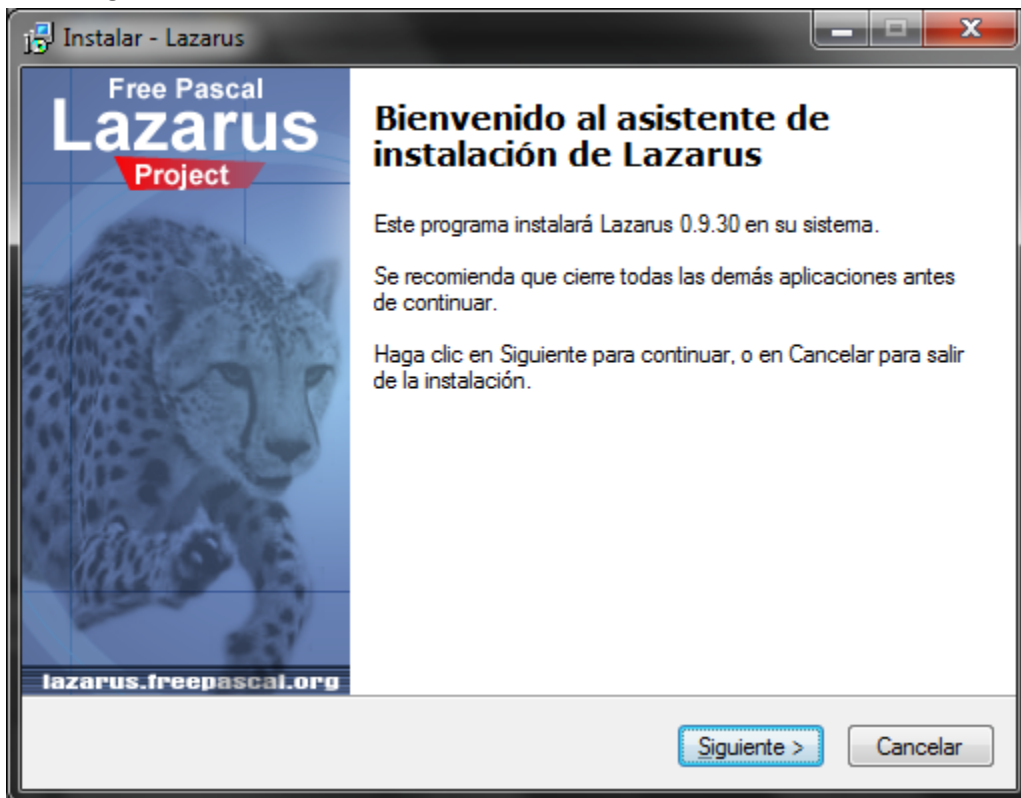 Instalar - Lazarus
Free Pascal
Lazarus
Project
Bienvenido al asistente de
instalación de Lazarus
Este programa instalará Lazarus 0.9.30 en su sistema.
Se recomienda que cierre todas las demás aplicaciones antes
de continuar.
Haga clic en Siguiente para continuar, o en Cancelar para salir
de la instalación.
lazarus.freepascal.org
Siguiente >
Cancelar